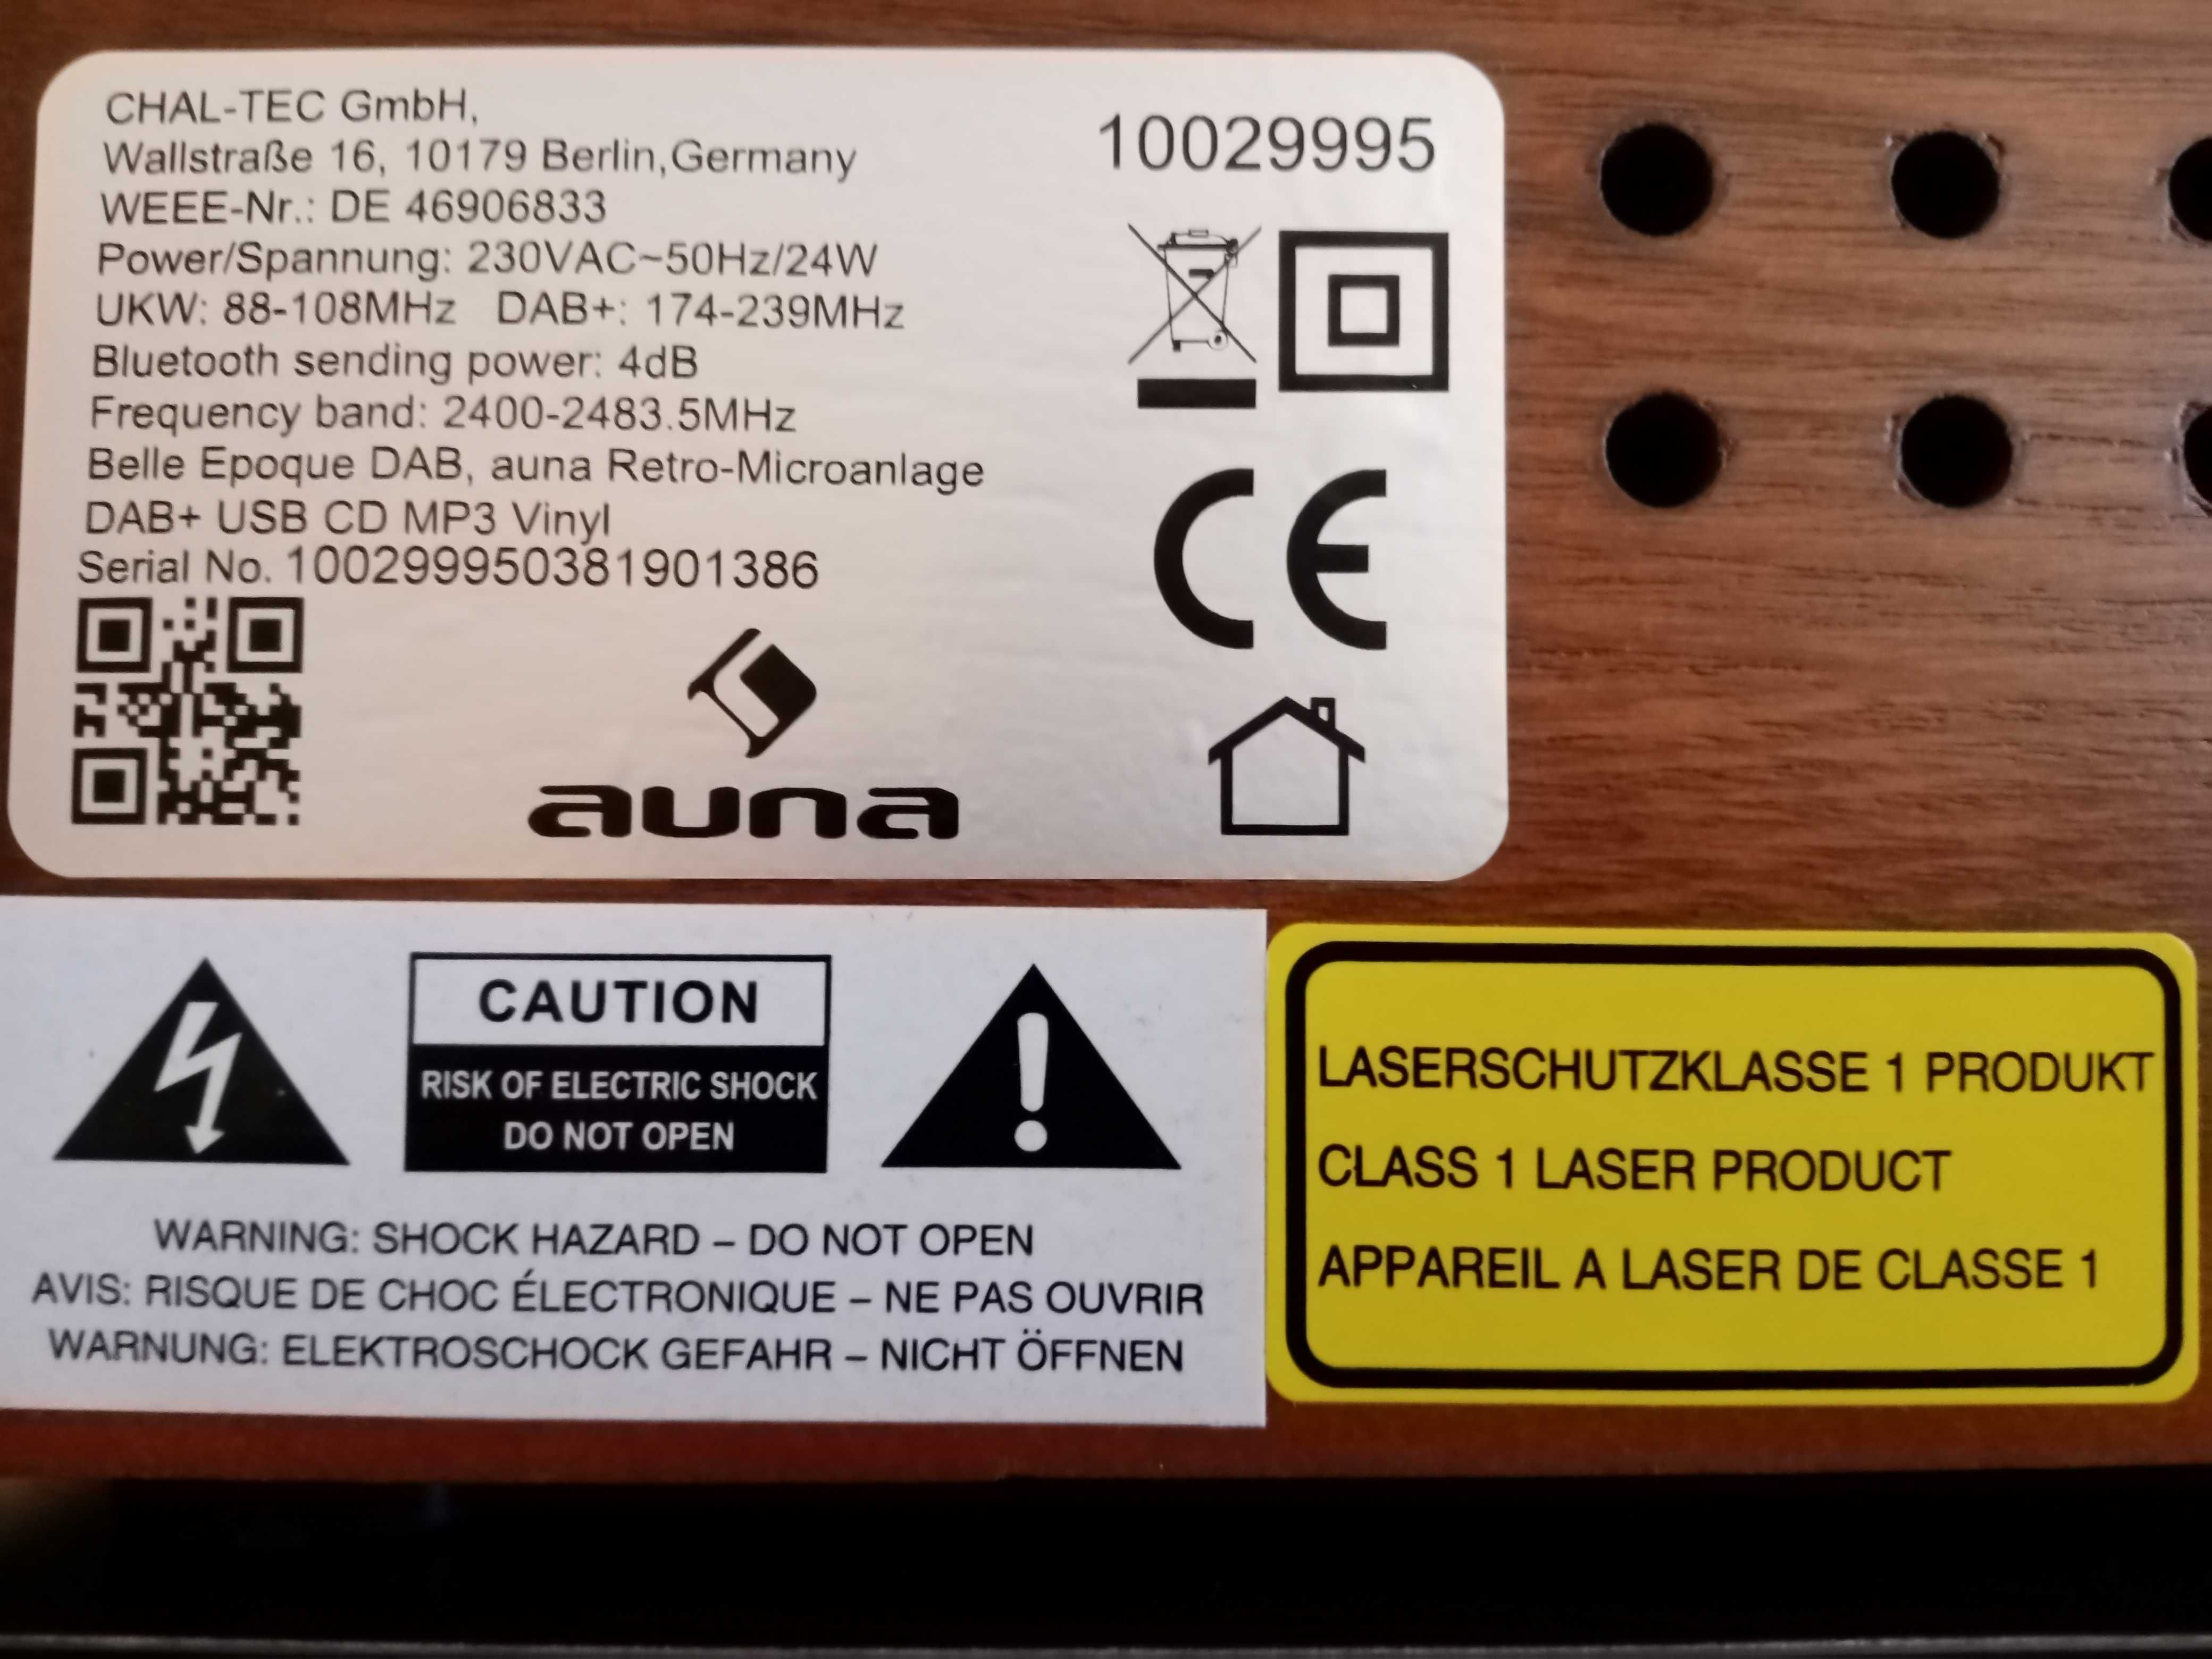 CHAL-TEC GmbH,
Wallstraße 16, 10179 Berlin,Germany
WEEE-Nr.: DE 46906833
Power/Spannung: 230VAC~50Hz/24W
UKW: 88-108MHz DAB+: 174-239MHz
Bluetooth sending power: 4dB
Frequency band: 2400-2483.5MHz
Belle Epoque DAB, auna Retro-Microanlage
DAB+ USB CD MP3 Vinyl
Serial No. 100299950381901386
10029995
CE
auna
CAUTION
RISK OF ELECTRIC SHOCK
DO NOT OPEN
WARNING: SHOCK HAZARD – DO NOT OPEN
AVIS: RISQUE DE CHOC ÉLECTRONIQUE – NE PAS OUVRIR
WARNUNG: ELEKTROSCHOCK GEFAHR – NICHT ÖFFNEN
LASERSCHUTZKLASSE 1 PRODUKT
CLASS 1 LASER PRODUCT
APPAREIL A LASER DE CLASSE 1